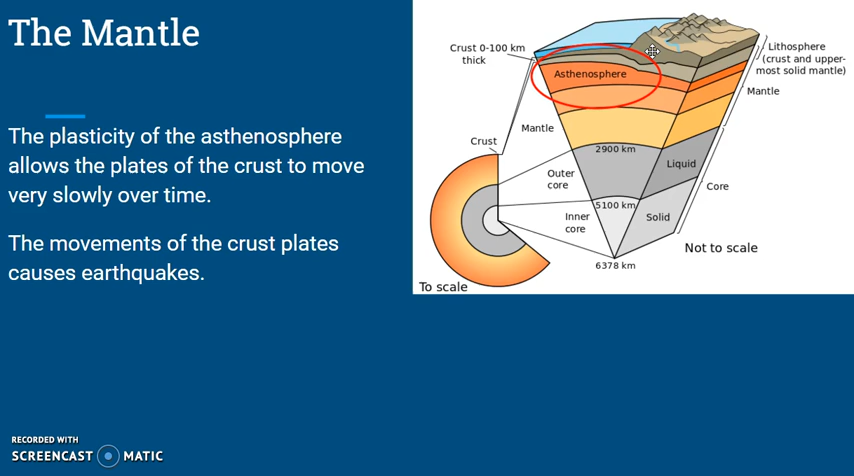 The Mantle
The plasticity of the asthenosphere
allows the plates of the crust to move
very slowly over time.
The movements of the crust plates
causes earthquakes.
Crust 0-100 km
thick
Asthenosphere
Lithosphere
(crust and upper-
most solid mantle)
Mantle
Mantle
Crust
2900 km
Liquid
Outer
core
Core
5100 km
Inner
core
Solid
Not to scale
6378 km
To scale
RECORDED WITH
SCREENCAST MATIC